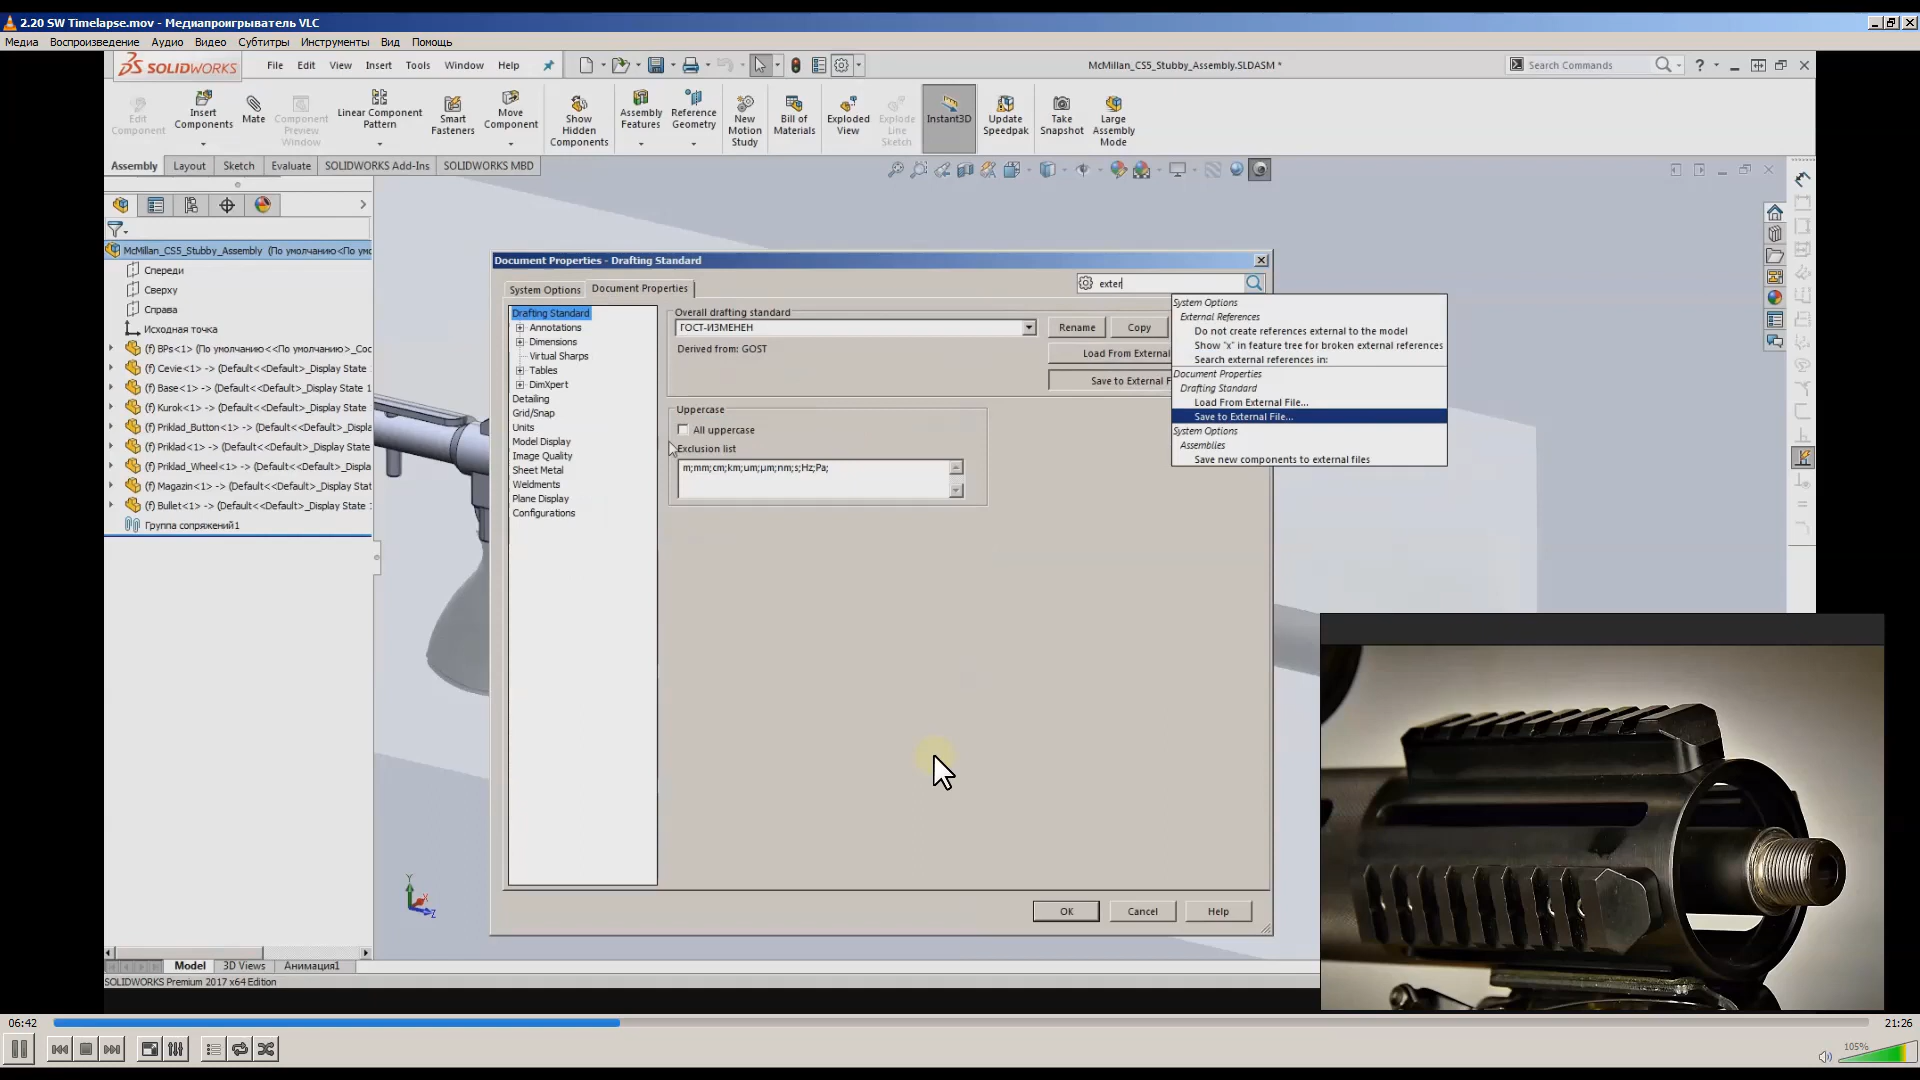 2.20 SW Timelapse.mov - Медиапроигрыватель VLC
Медиа Воспроизведение Аудио Видео Субтитры Инструменты Вид Помощь
SOLIDWORKS File Edit View Insert Tools Window Help
McMillan_CS5_Stubby_Assembly.SLDASM *
Search Commands
Edit Component
Insert Components
Mate
Component Preview Window
Linear Component Pattern
Smart Fasteners
Move Component
Show Hidden Components
Assembly Features
Reference Geometry
New Motion Study
Bill of Materials
Exploded View
Explode Line Sketch
Instant3D
Update Speedpak
Take Snapshot
Large Assembly Mode
Assembly Layout Sketch Evaluate SOLIDWORKS Add-Ins SOLIDWORKS MBD
McMillan_CS5_Stubby_Assembly (По умолчанию<По умо
Спереди
Сверху
Справа
Исходная точка
(f) BPs<1> (По умолчанию<<По умолчанию>_Сос
(f) Cevie<1> -> (Default<<Default>_Display State 1
(f) Base<1> -> (Default<<Default>_Display State 1
(f) Kurok<1> -> (Default<<Default>_Display State
(f) Priklad_Button<1> -> (Default<<Default>_Displ
(f) Priklad<1> -> (Default<<Default>_Display State
(f) Priklad_Wheel<1> -> (Default<<Default>_Displa
(f) Magazin<1> -> (Default<<Default>_Display Stat
(f) Bullet<1> -> (Default<<Default>_Display State
Группа сопряжений1
Document Properties - Drafting Standard
System Options Document Properties
exter
Drafting Standard
Annotations
Dimensions
Virtual Sharps
Tables
DimXpert
Detailing
Grid/Snap
Units
Model Display
Image Quality
Sheet Metal
Weldments
Plane Display
Configurations
Overall drafting standard
ГОСТ-ИЗМЕНЕН
Rename Copy
Derived from: GOST
Load From External
Save to External F
Uppercase
All uppercase
Exclusion list
m;mm;cm;km;um;µm;nm;s;Hz;Pa;
System Options
External References
Do not create references external to the model
Show "x" in feature tree for broken external references
Search external references in:
Document Properties
Drafting Standard
Load From External File...
Save to External File...
System Options
Assemblies
Save new components to external files
OK Cancel Help
Y
X
Z
Model 3D Views Анимация1
SOLIDWORKS Premium 2017 x64 Edition
06:42
21:26
105%